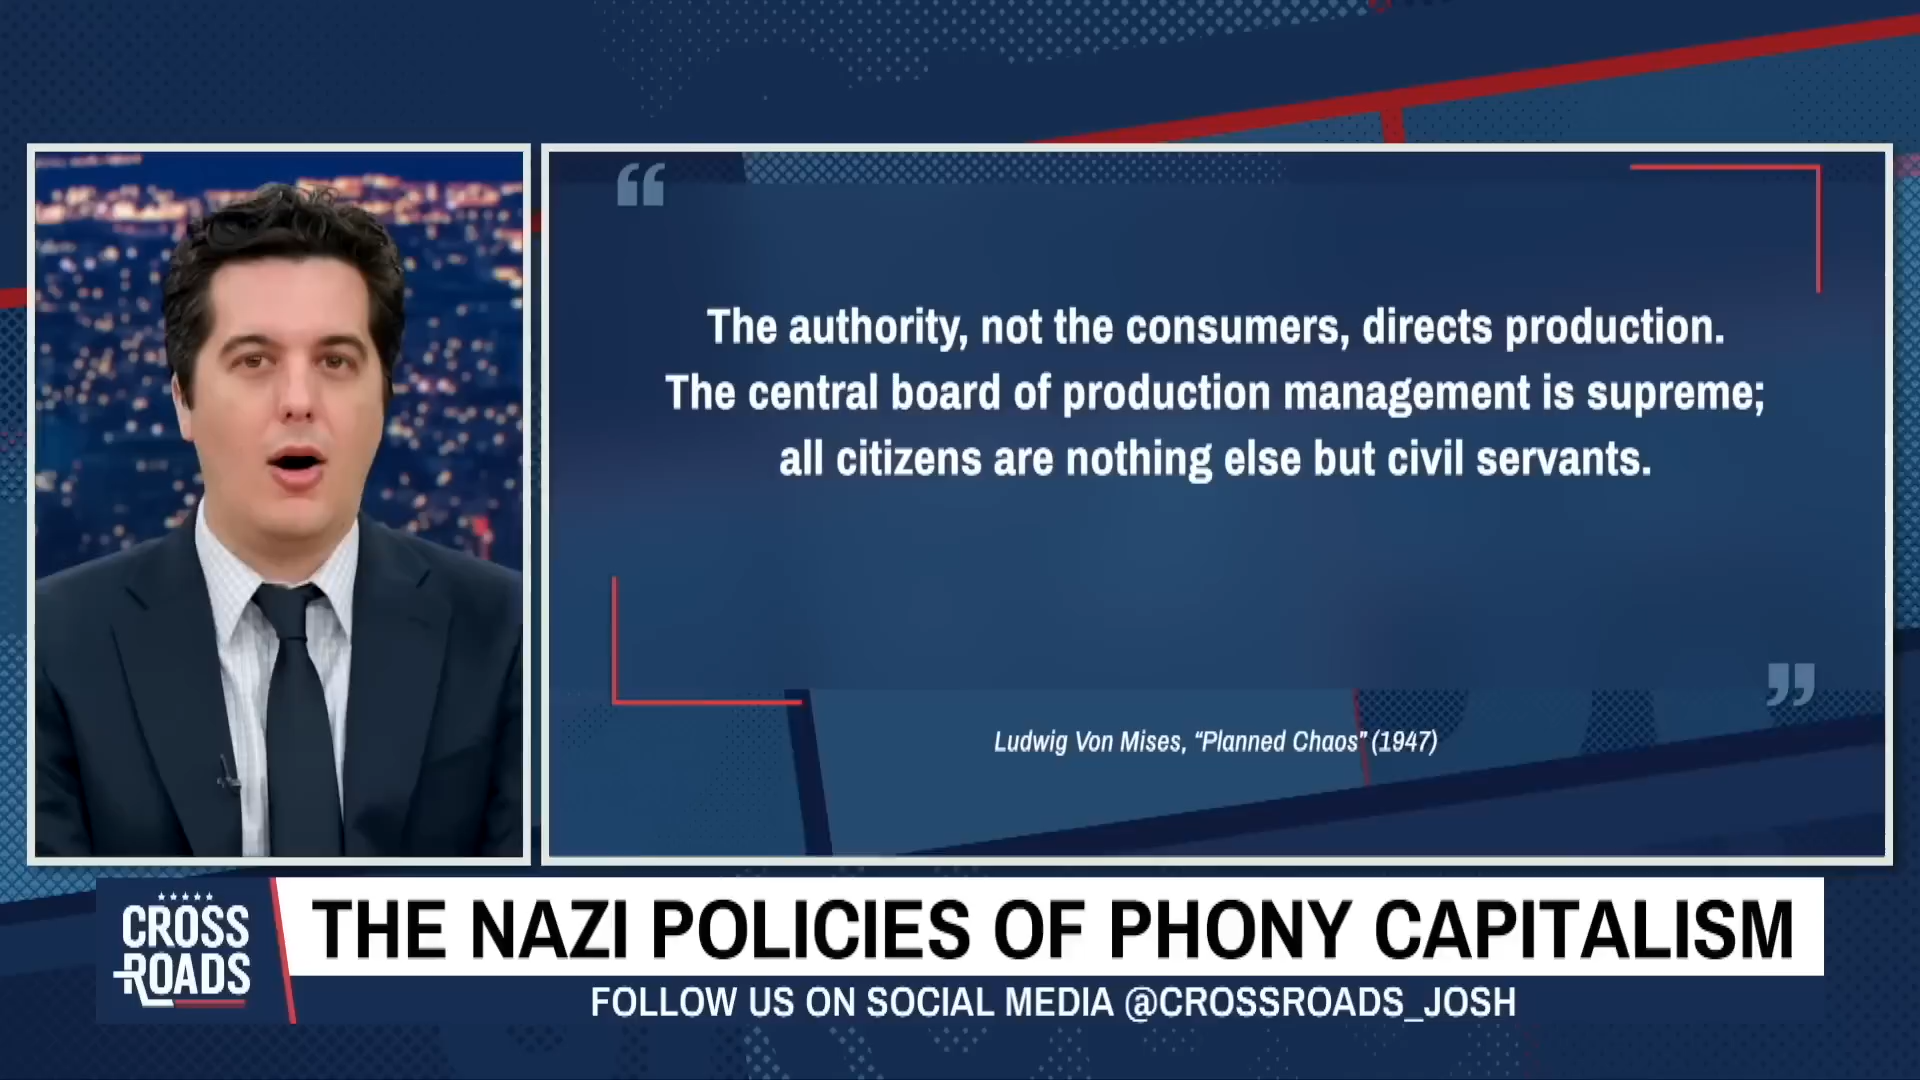 “
The authority, not the consumers, directs production.
The central board of production management is supreme;
all citizens are nothing else but civil servants.
”
Ludwig Von Mises, “Planned Chaos” (1947)
CROSS
ROADS
THE NAZI POLICIES OF PHONY CAPITALISM
FOLLOW US ON SOCIAL MEDIA @CROSSROADS_JOSH